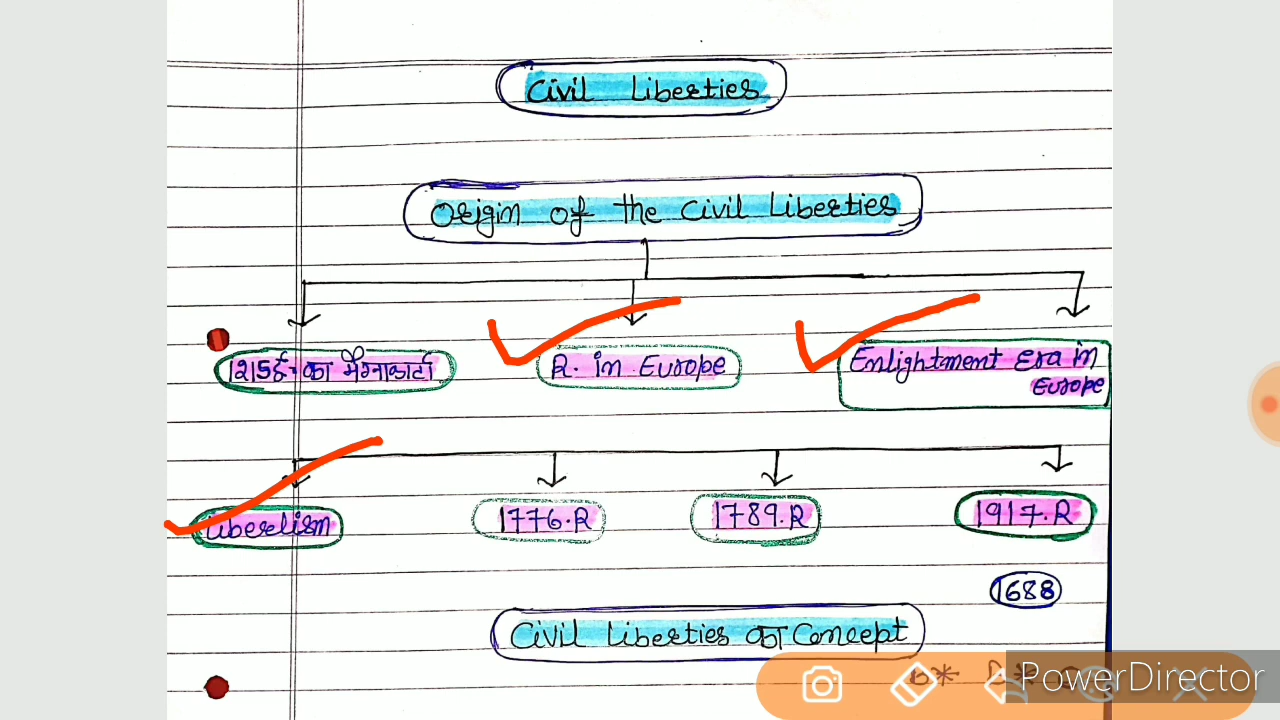 Civil Liberties
Origin of the Civil Liberties
1215ई. का मैग्नाकार्टा
R. in Europe
Enlightment era in
Europe
Liberelism
1776.R
1789.R
1917.R
1688
Civil Liberties का Concept
PowerDirector